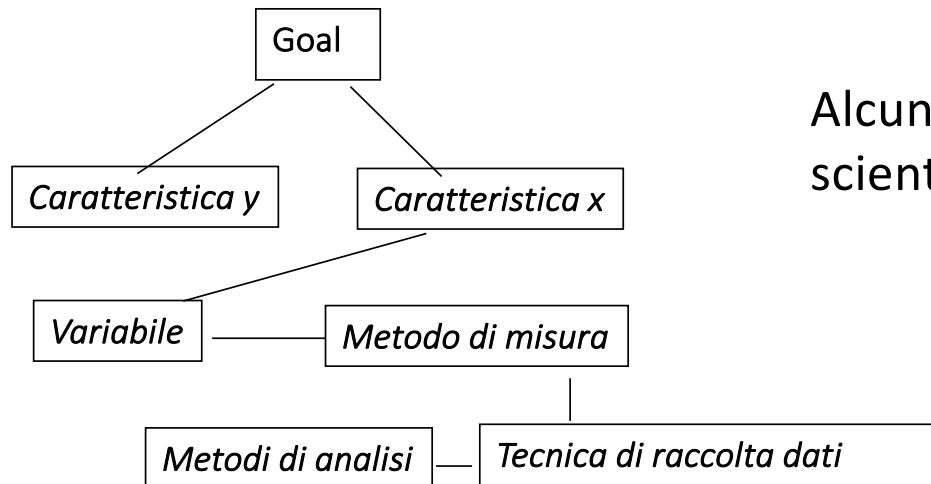 Goal
Alcun
scient
Caratteristica y
Caratteristica x
Variabile
Metodo di misura
Metodi di analisi
Tecnica di raccolta dati